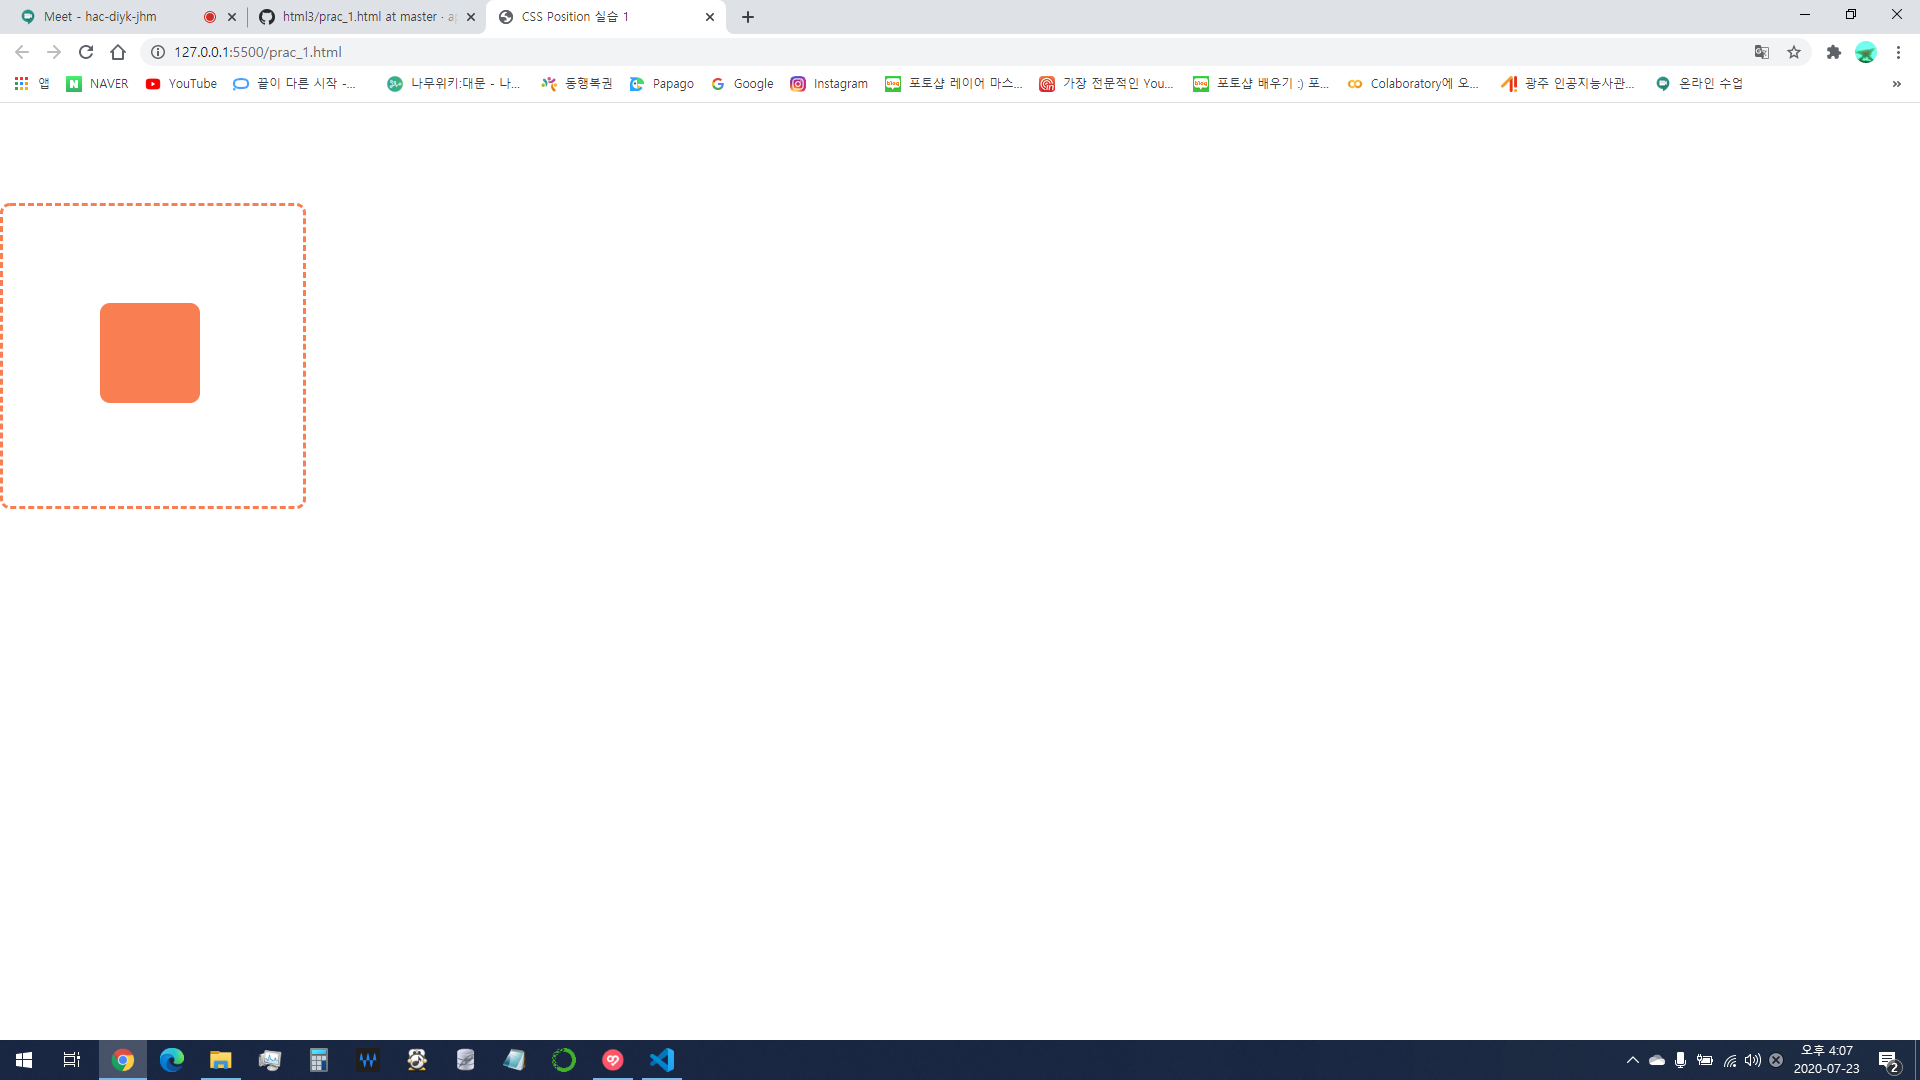 Meet - hac-diyk-jhm
html3/prac_1.html at master · a
CSS Position 실습 1
127.0.0.1:5500/prac_1.html
앱 NAVER YouTube 끝이 다른 시작 -... 나무위키:대문 - 나... 동행복권 Papago Google Instagram 포토샵 레이어 마스... 가장 전문적인 You... 포토샵 배우기 :) 포... Colaboratory에 오... 광주 인공지능사관... 온라인 수업 »
오후 4:07
2020-07-23
2